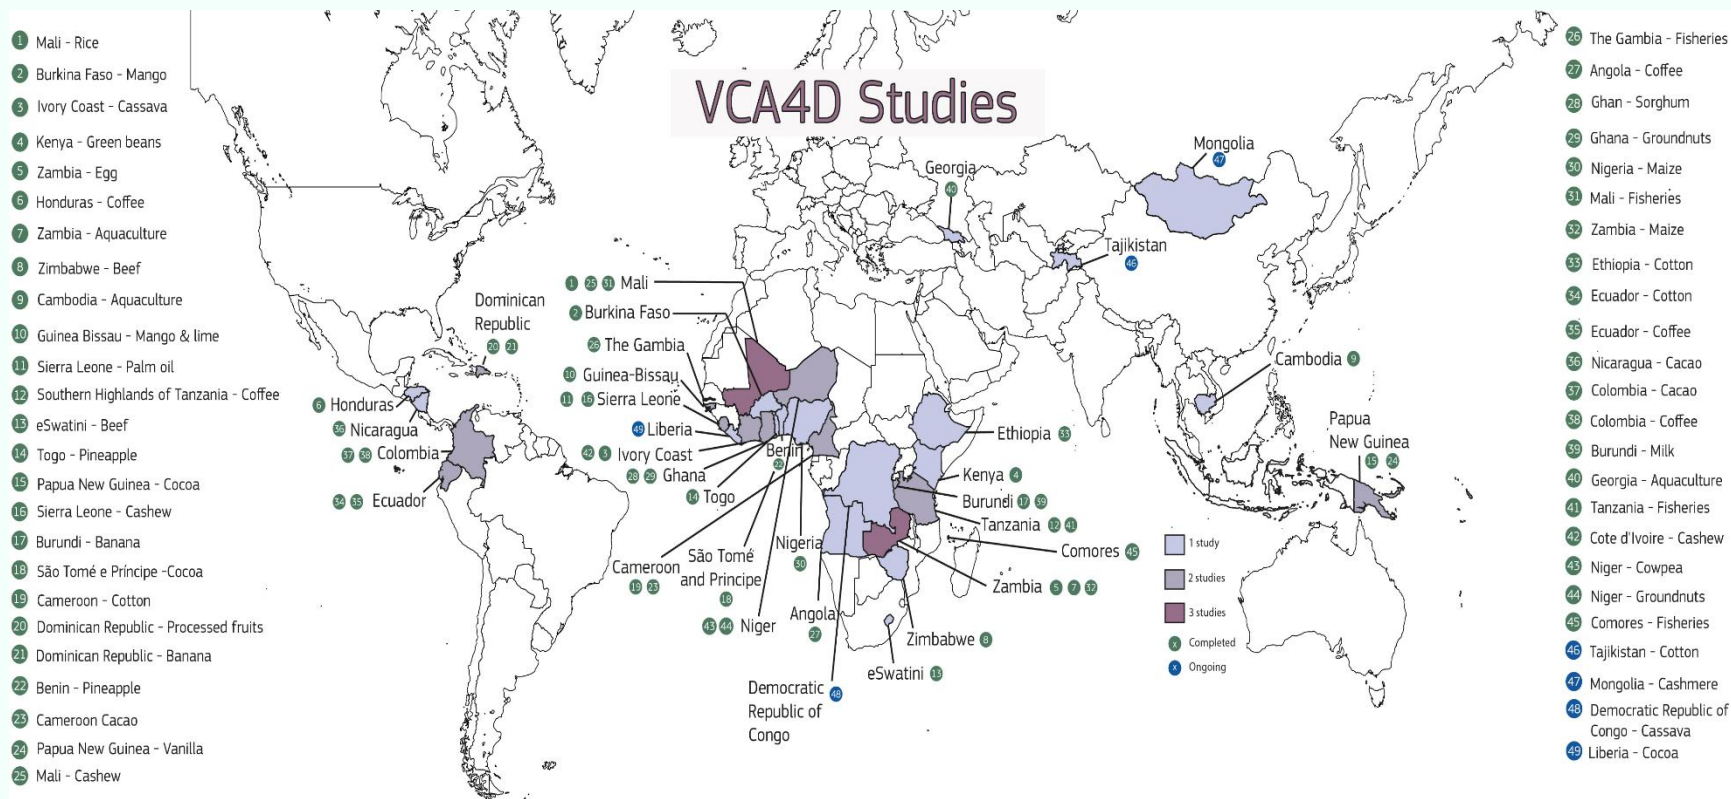 VCA4D Studies
1 Mali - Rice
2 Burkina Faso - Mango
3 Ivory Coast - Cassava
4 Kenya - Green beans
5 Zambia - Egg
6 Honduras - Coffee
7 Zambia - Aquaculture
8 Zimbabwe - Beef
9 Cambodia - Aquaculture
10 Guinea Bissau - Mango & lime
11 Sierra Leone - Palm oil
12 Southern Highlands of Tanzania - Coffee
13 eSwatini - Beef
14 Togo - Pineapple
15 Papua New Guinea - Cocoa
16 Sierra Leone - Cashew
17 Burundi - Banana
18 São Tomé e Príncipe -Cocoa
19 Cameroon - Cotton
20 Dominican Republic - Processed fruits
21 Dominican Republic - Banana
22 Benin - Pineapple
23 Cameroon Cacao
24 Papua New Guinea - Vanilla
25 Mali - Cashew
Dominican
Republic
20 21
6 Honduras
36 Nicaragua
37 38 Colombia
34 35 Ecuador
1 25 31 Mali
2 Burkina Faso
26 The Gambia
10 Guinea-Bissau
11 16 Sierra Leone
49 Liberia
42 3 Ivory Coast
28 29 Ghana
14 Togo
Benin
22
Cameroon
19 23
São Tomé
and Principe
18
43 44 Niger
Nigeria
30
Angola
27
Democratic
Republic of
Congo
48
eSwatini 13
Zimbabwe 8
Zambia 5 7 32
Comores 45
Tanzania 12 41
Burundi 17 39
Kenya 4
Ethiopia 33
Georgia
40
Mongolia
47
Tajikistan
46
Cambodia 9
Papua
New Guinea
15 24
1 study
2 studies
3 studies
x Completed
x Ongoing
26 The Gambia - Fisheries
27 Angola - Coffee
28 Ghan - Sorghum
29 Ghana - Groundnuts
30 Nigeria - Maize
31 Mali - Fisheries
32 Zambia - Maize
33 Ethiopia - Cotton
34 Ecuador - Cotton
35 Ecuador - Coffee
36 Nicaragua - Cacao
37 Colombia - Cacao
38 Colombia - Coffee
39 Burundi - Milk
40 Georgia - Aquaculture
41 Tanzania - Fisheries
42 Cote d'Ivoire - Cashew
43 Niger - Cowpea
44 Niger - Groundnuts
45 Comores - Fisheries
46 Tajikistan - Cotton
47 Mongolia - Cashmere
48 Democratic Republic of
Congo - Cassava
49 Liberia - Cocoa